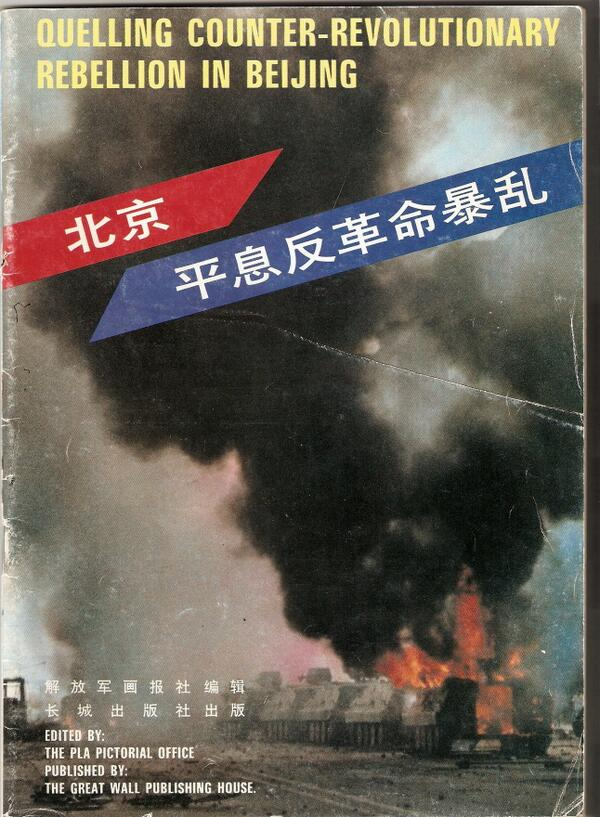 QUELLING COUNTER-REVOLUTIONARY
REBELLION IN BEIJING
北京
平息反革命暴乱
解放军画报社编辑
长城出版社出版
EDITED BY:
THE PLA PICTORIAL OFFICE
PUBLISHED BY:
THE GREAT WALL PUBLISHING HOUSE.